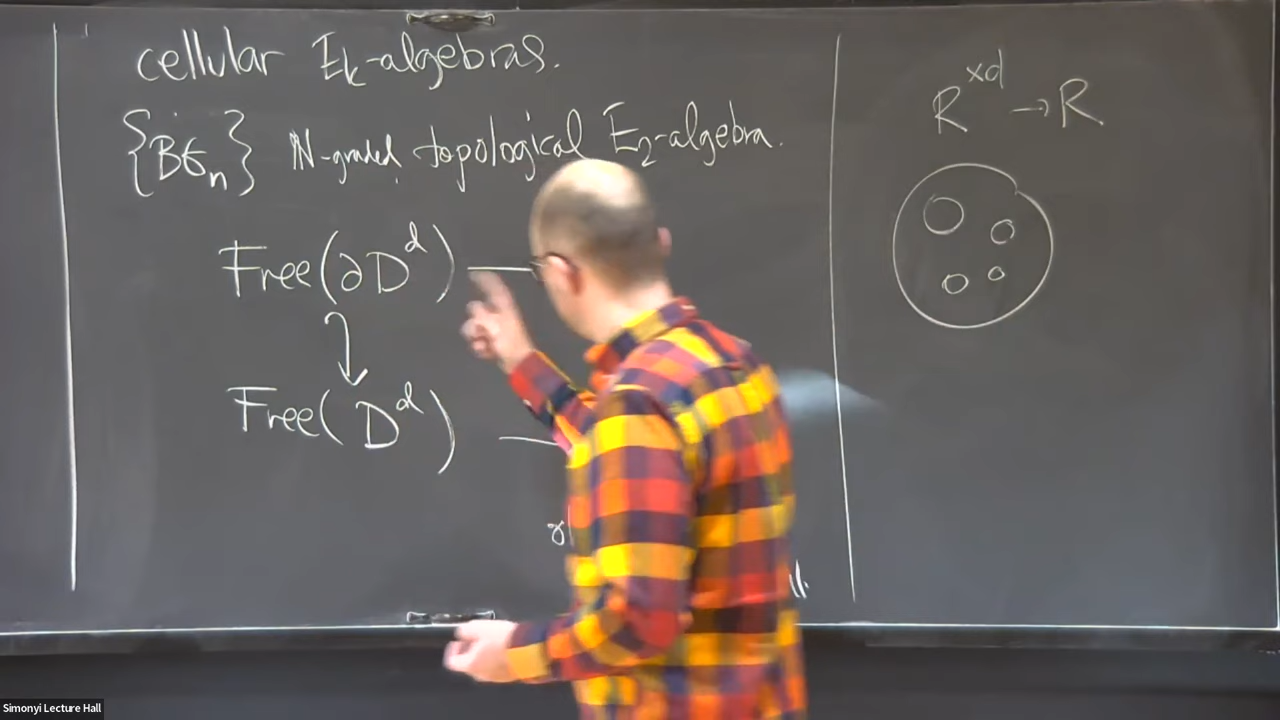 cellular E_k-algebras.
{BG_n} N-graded topological E_2-algebra.
Free(∂D^d) —
↓
Free(D^d) —
R^{×d} → R
Simonyi Lecture Hall